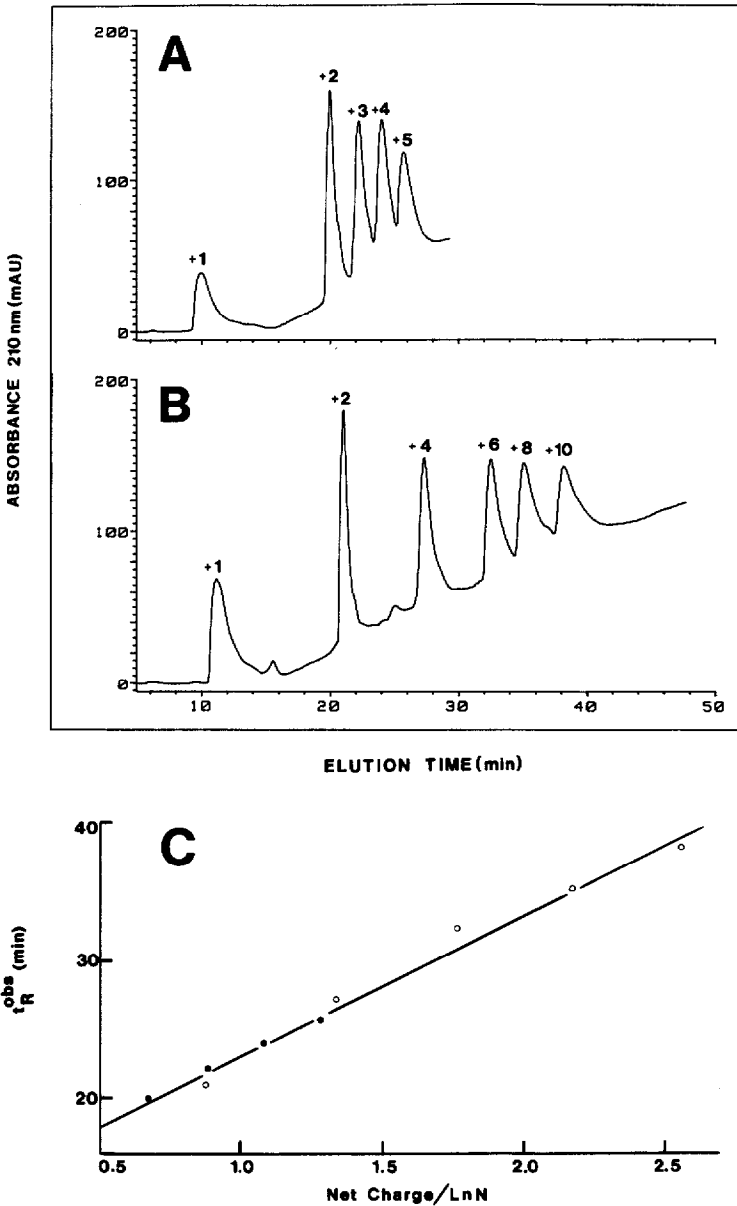 A
200
100
0
ABSORBANCE 210 nm (mAU)
+1
+2
+3 +4
+5
B
200
100
0
+1
+2
+4
+6
+8
+10
10 20 30 40 50
ELUTION TIME (min)
C
40
30
20
t_R^obs (min)
0.5 1.0 1.5 2.0 2.5
Net Charge/LnN